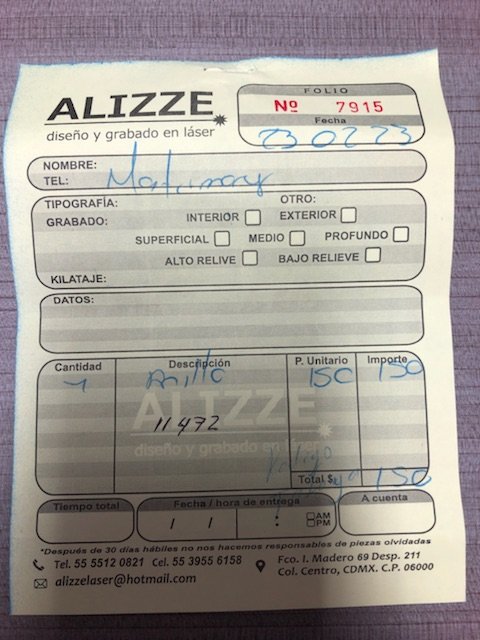 FOLIO
ALIZZE
Nº 7915
diseño y grabado en láser
Fecha
23 02 23
NOMBRE:
TEL:
TIPOGRAFÍA: OTRO:
GRABADO: INTERIOR EXTERIOR
SUPERFICIAL MEDIO PROFUNDO
ALTO RELIVE BAJO RELIEVE
KILATAJE:
DATOS:
Cantidad Descripción P. Unitario Importe
1 Anillo 150 150
ALIZZE
11472
diseño y grabado en láser
Total $ 150
Tiempo total Fecha / hora de entrega A cuenta
/ / : AM
PM
*Después de 30 días hábiles no nos hacemos responsables de piezas olvidadas
Tel. 55 5512 0821 Cel. 55 3955 6158 Fco. I. Madero 69 Desp. 211
alizzelaser@hotmail.com Col. Centro, CDMX. C.P. 06000